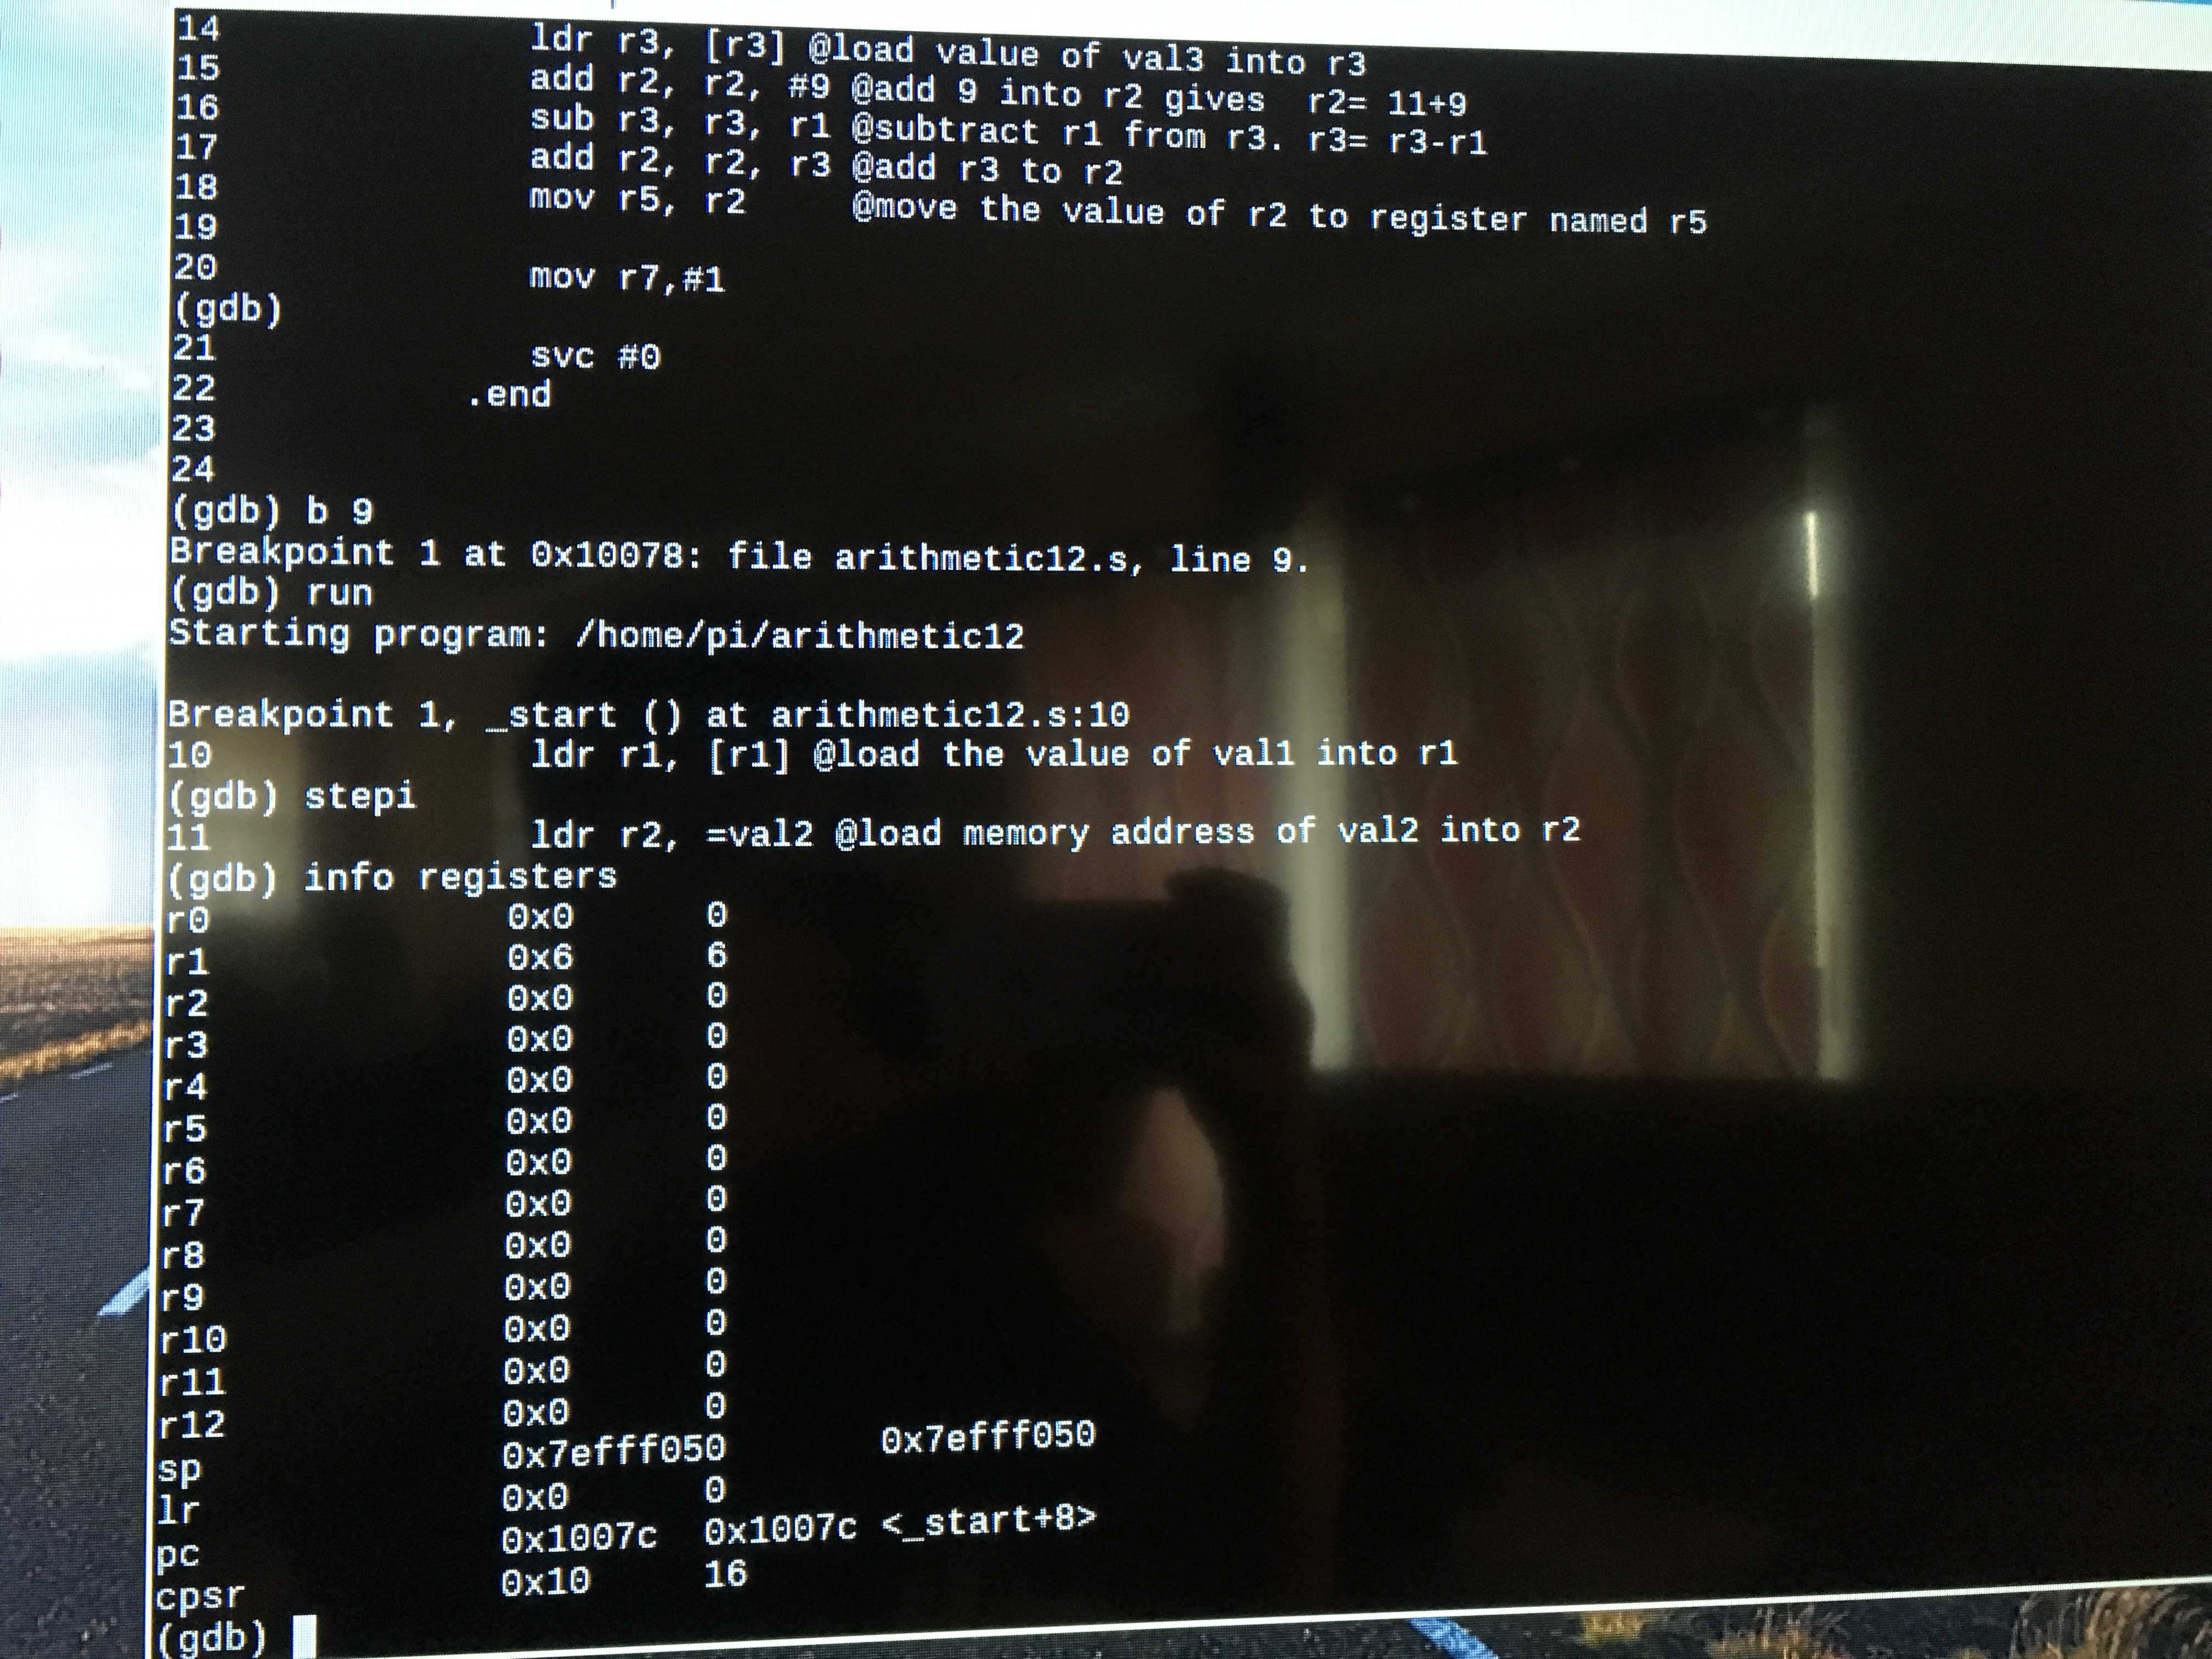 14 ldr r3, [r3] @load value of val3 into r3
15 add r2, r2, #9 @add 9 into r2 gives  r2= 11+9
16 sub r3, r3, r1 @subtract r1 from r3. r3= r3-r1
17 add r2, r2, r3 @add r3 to r2
18 mov r5, r2 @move the value of r2 to register named r5
19
20 mov r7,#1
(gdb)
21 svc #0
22 .end
23
24
(gdb) b 9
Breakpoint 1 at 0x10078: file arithmetic12.s, line 9.
(gdb) run
Starting program: /home/pi/arithmetic12
Breakpoint 1, _start () at arithmetic12.s:10
10 ldr r1, [r1] @load the value of val1 into r1
(gdb) stepi
11 ldr r2, =val2 @load memory address of val2 into r2
(gdb) info registers
r0 0x0 0
r1 0x6 6
r2 0x0 0
r3 0x0 0
r4 0x0 0
r5 0x0 0
r6 0x0 0
r7 0x0 0
r8 0x0 0
r9 0x0 0
r10 0x0 0
r11 0x0 0
r12 0x0 0
sp 0x7efff050 0x7efff050
lr 0x0 0
pc 0x1007c 0x1007c <_start+8>
cpsr 0x10 16
(gdb)